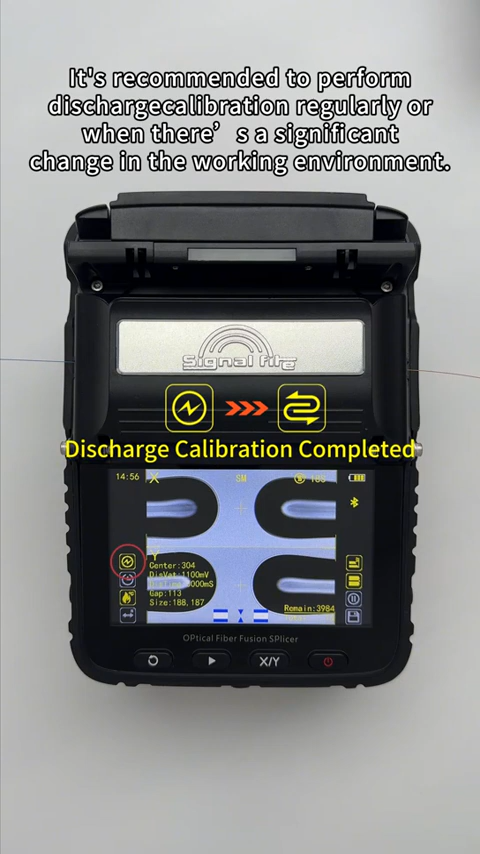 It's recommended to perform
dischargecalibration regularly or
when there’s a significant
change in the working environment.
Signal fire
Discharge Calibration Completed
14:56 X SM 188
Y
Center:304
Gap:113
Size:188,187
Remain:3984
OPtical Fiber Fusion SPlicer
X/Y